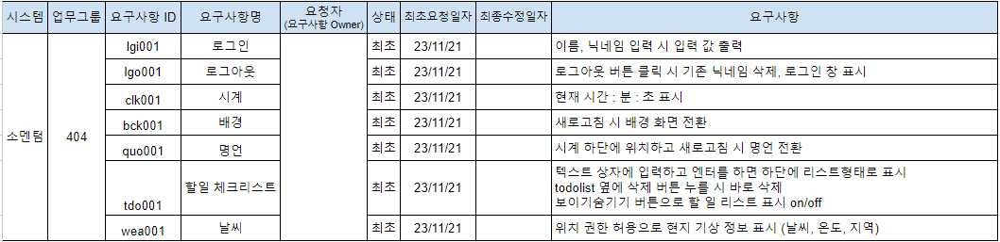 시스템 업무그룹 요구사항 ID 요구사항명 요청자 상태 최초요청일자 최종수정일자 요구사항
(요구사항 Owner)
lgi001 로그인 최초 23/11/21 이름, 닉네임 입력 시 입력 값 출력
lgo001 로그아웃 최초 23/11/21 로그아웃 버튼 클릭 시 기존 닉네임 삭제, 로그인 창 표시
clk001 시계 최초 23/11/21 현재 시간 : 분 : 초 표시
bck001 배경 최초 23/11/21 새로고침 시 배경 화면 전환
소멘텀 404
quo001 명언 최초 23/11/21 시계 하단에 위치하고 새로고침 시 명언 전환
텍스트 상자에 입력하고 엔터를 하면 하단에 리스트형태로 표시
tdo001 할일 체크리스트 최초 23/11/21 todolist 옆에 삭제 버튼 누를 시 바로 삭제
보이기숨기기 버튼으로 할 일 리스트 표시 on/off
wea001 날씨 최초 23/11/21 위치 권한 허용으로 현지 기상 정보 표시 (날씨, 온도, 지역)